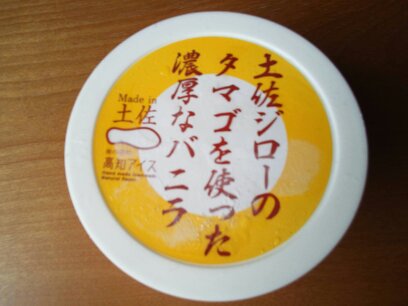 土佐ジローの
タマゴを使った
濃厚なバニラ
Made in
土佐
高知アイス